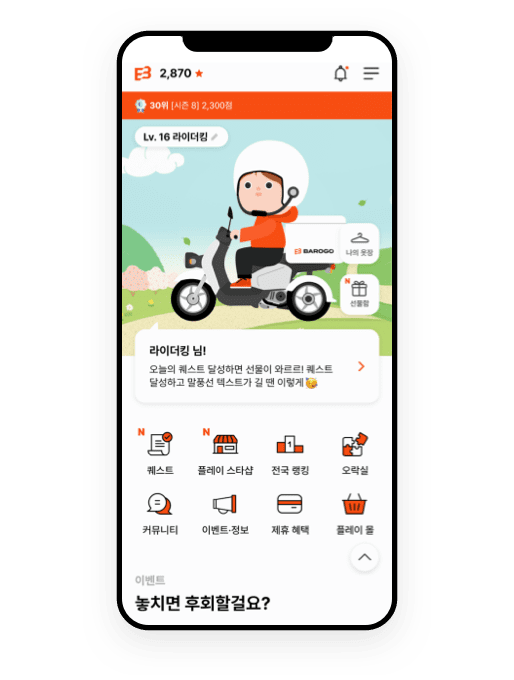 2,870
30위 [시즌 8] 2,300점
Lv. 16 라이더킹
BAROGO
나의 옷장
N
선물함
라이더킹 님!
오늘의 퀘스트 달성하면 선물이 와르르! 퀘스트
달성하고 말풍선 텍스트가 길 땐 이렇게🥳
N
N
1
퀘스트 플레이 스타샵 전국 랭킹 오락실
커뮤니티 이벤트·정보 제휴 혜택 플레이 몰
이벤트
놓치면 후회할걸요?